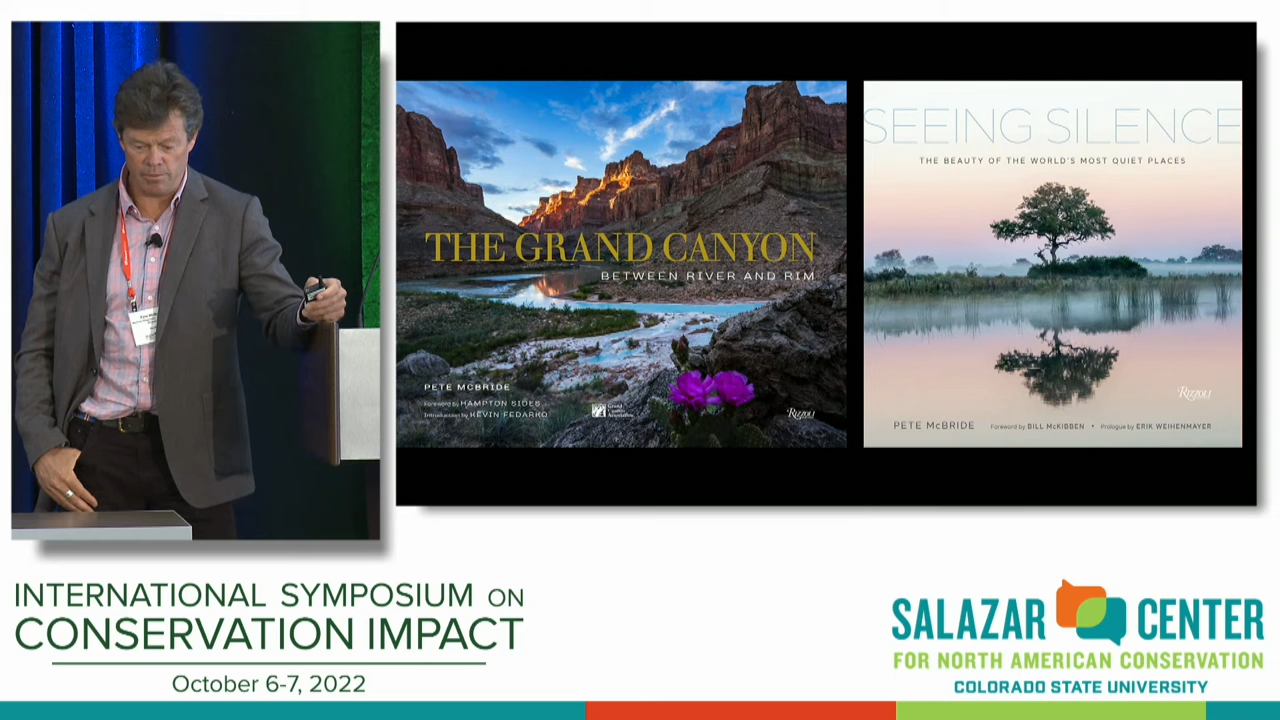 THE GRAND CANYON
BETWEEN RIVER AND RIM
PETE MCBRIDE
Foreword by HAMPTON SIDES
Introduction by KEVIN FEDARKO
Grand
Canyon
Association
Rizzoli
SEEING SILENCE
THE BEAUTY OF THE WORLD'S MOST QUIET PLACES
Rizzoli
PETE McBRIDE Foreword by BILL McKIBBEN • Prologue by ERIK WEIHENMAYER
INTERNATIONAL SYMPOSIUM ON
CONSERVATION IMPACT
October 6-7, 2022
SALAZAR CENTER
FOR NORTH AMERICAN CONSERVATION
COLORADO STATE UNIVERSITY